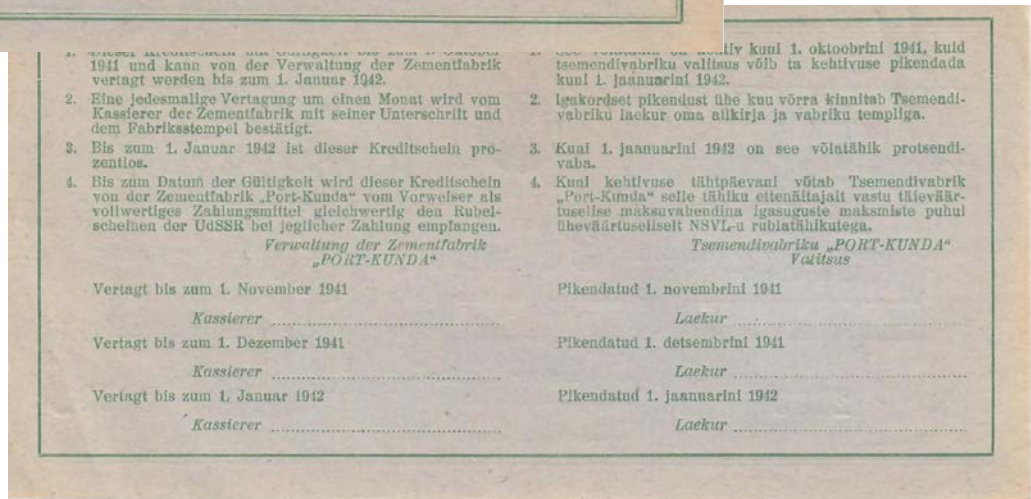 1941 und kann von der Verwaltung der Zementfabrik
vertagt werden bis zum 1. Januar 1942.
2. Eine jedesmalige Vertagung um einen Monat wird vom
Kassierer der Zementfabrik mit seiner Unterschrift und
dem Fabriksstempel bestätigt.
3. Bis zum 1. Januar 1942 ist dieser Kreditschein pro-
zentlos.
4. Bis zum Datum der Gültigkeit wird dieser Kreditschein
von der Zementfabrik „Port-Kunda“ vom Vorweiser als
vollwertiges Zahlungsmittel gleichwertig den Rubel-
scheinen der UdSSR bei jeglicher Zahlung empfangen.
Verwaltung der Zementfabrik
„PORT-KUNDA“
Vertagt bis zum 1. November 1941
Kassierer
Vertagt bis zum 1. Dezember 1941
Kassierer
Vertagt bis zum 1. Januar 1942
Kassierer
kuni 1. oktoobrini 1941, kuid
tsemendivabriku valitsus võib ta kehtivuse pikendada
kuni 1. jaanuarini 1942.
2. Igakordset pikendust ühe kuu võrra kinnitab Tsemendi-
vabriku laekur oma allkirja ja vabriku templiga.
3. Kuni 1. jaanuarini 1942 on see võlatähik protsendi-
vaba.
4. Kuni kehtivuse tähtpäevani võtab Tsemendivabrik
„Port-Kunda“ selle tähiku ettenäitajalt vastu täieväär-
tuselise maksuvahendina igasuguste maksmiste puhul
üheväärtuseliselt NSVL-u rublatähikutega.
Tsemendivabriku „PORT-KUNDA“
Valitsus
Pikendatud 1. novembrini 1941
Laekur
Pikendatud 1. detsembrini 1941
Laekur
Pikendatud 1. jaanuarini 1942
Laekur